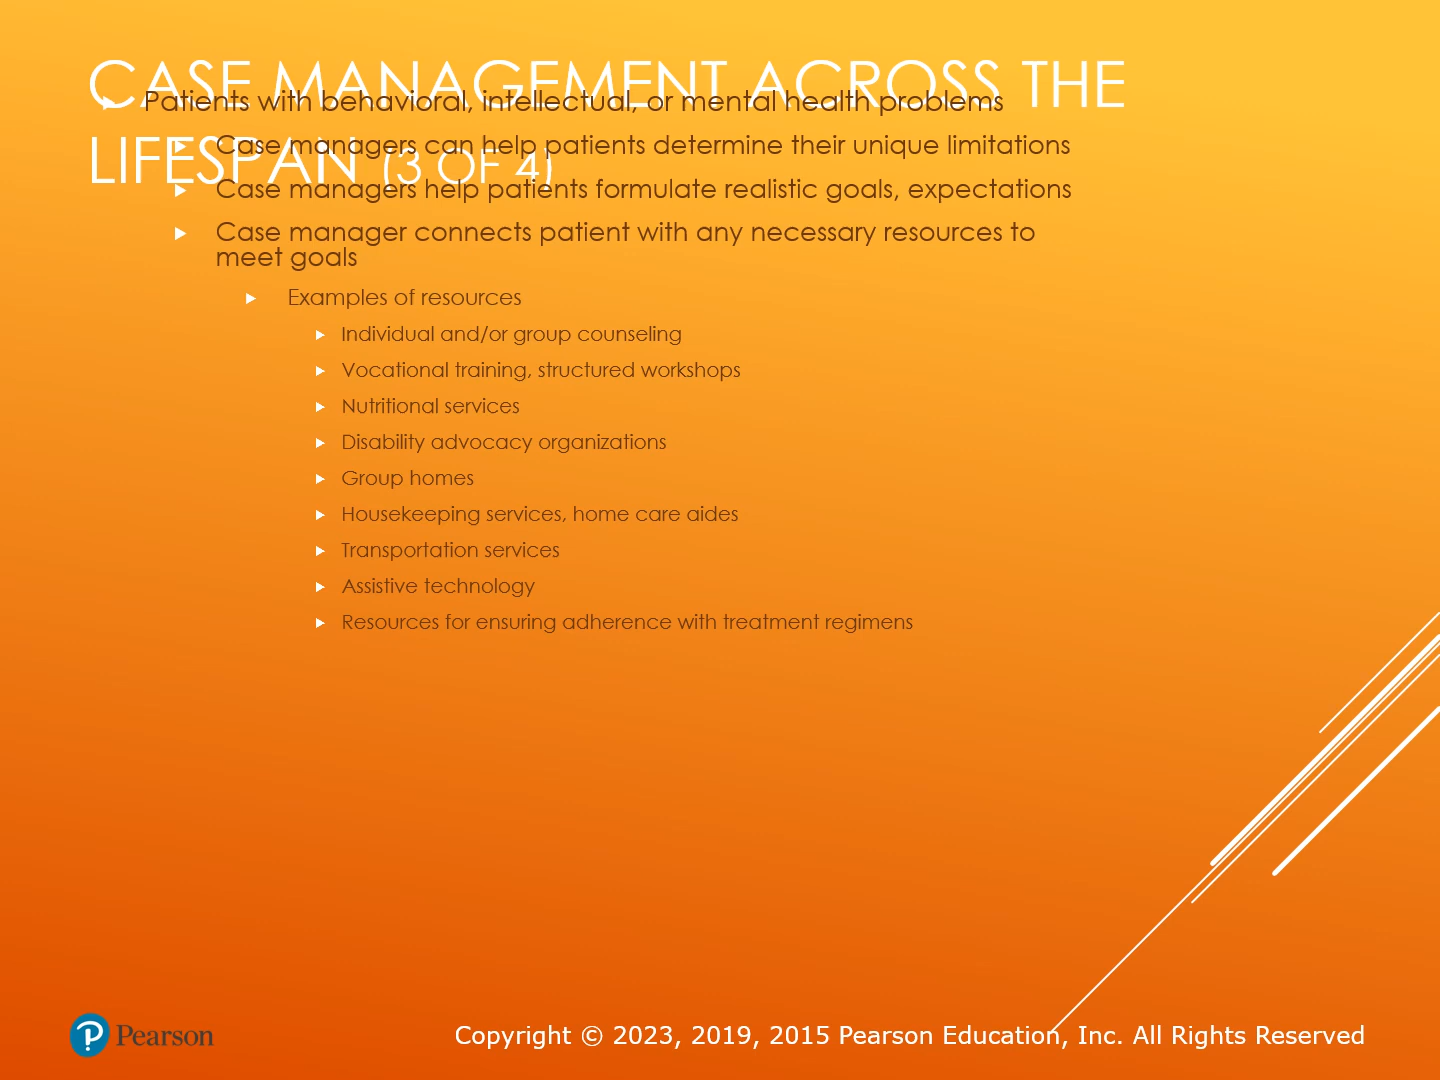 CASE MANAGEMENT ACROSS THE
LIFESPAN (3 OF 4)
Patients with behavioral, intellectual, or mental health problems
Case managers can help patients determine their unique limitations
Case managers help patients formulate realistic goals, expectations
Case manager connects patient with any necessary resources to
meet goals
Examples of resources
Individual and/or group counseling
Vocational training, structured workshops
Nutritional services
Disability advocacy organizations
Group homes
Housekeeping services, home care aides
Transportation services
Assistive technology
Resources for ensuring adherence with treatment regimens
Pearson
Copyright © 2023, 2019, 2015 Pearson Education, Inc. All Rights Reserved